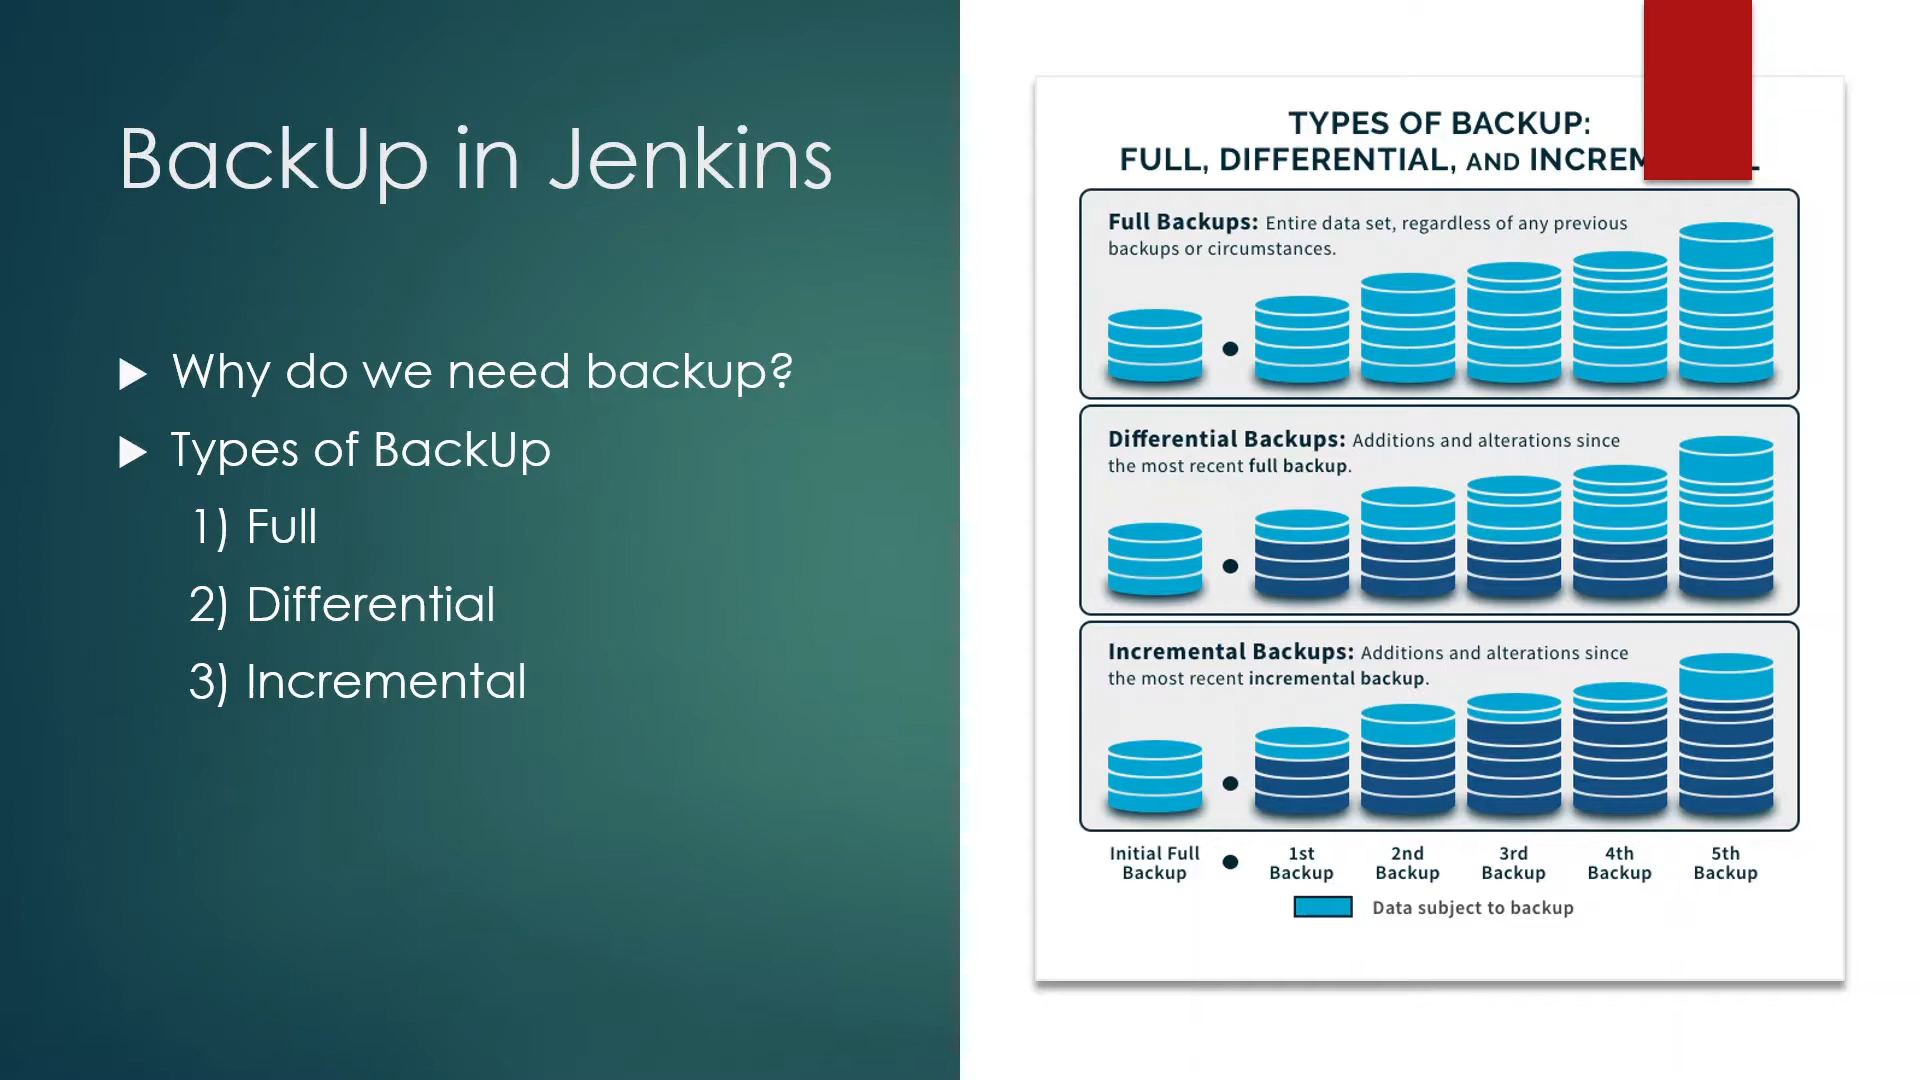 BackUp in Jenkins
Why do we need backup?
Types of BackUp
1) Full
2) Differential
3) Incremental
TYPES OF BACKUP:
FULL, DIFFERENTIAL, AND
Full Backups: Entire data set, regardless of any previous
backups or circumstances.
Differential Backups: Additions and alterations since
the most recent full backup.
Incremental Backups: Additions and alterations since
the most recent incremental backup.
Initial Full
Backup
1st
Backup
2nd
Backup
3rd
Backup
4th
Backup
5th
Backup
Data subject to backup